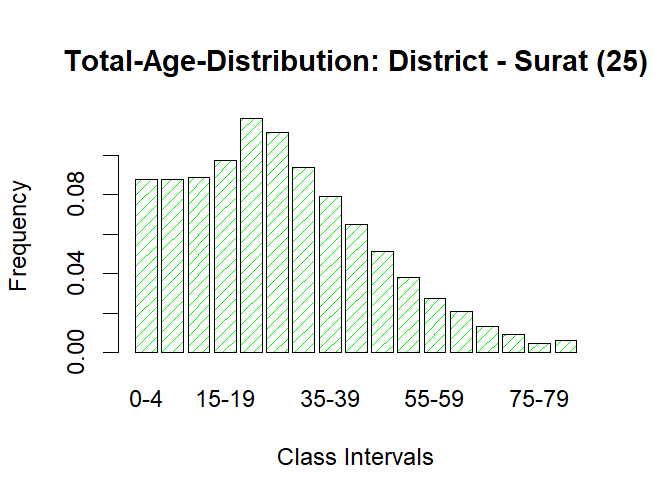 Total-Age-Distribution: District - Surat (25)
Frequency
0.08
0.04
0.00
0-4 15-19 35-39 55-59 75-79
Class Intervals